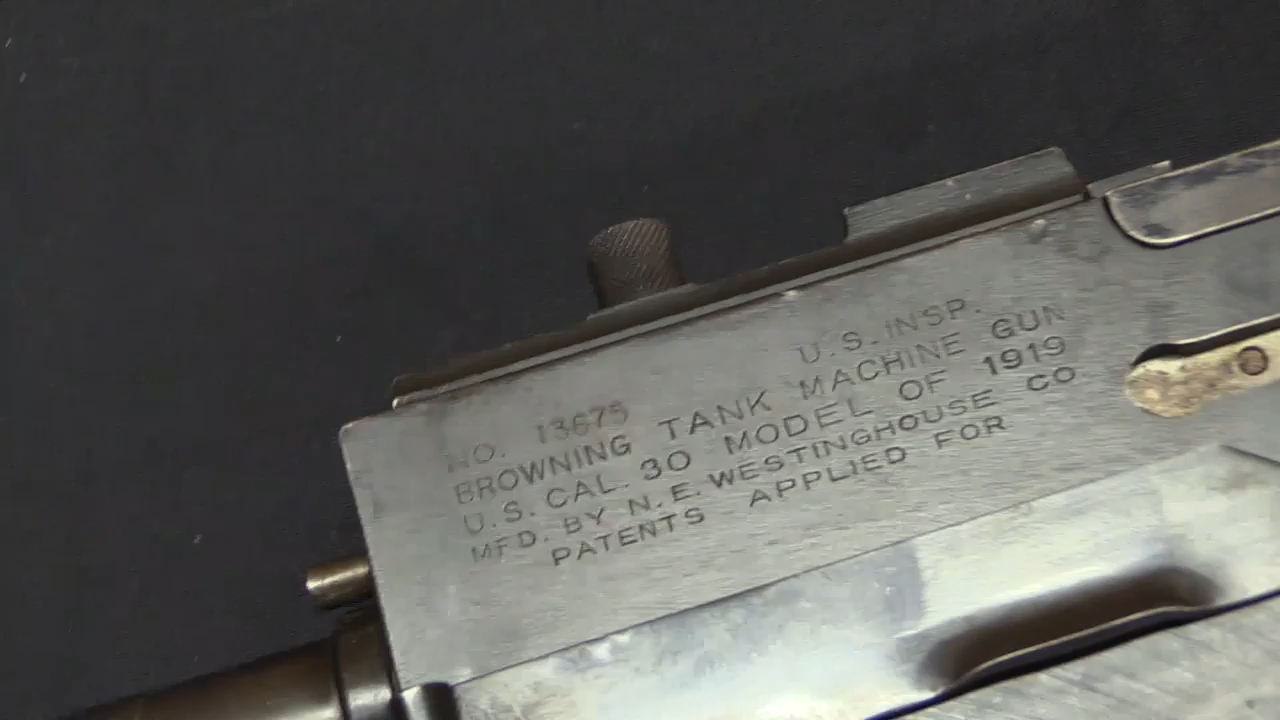 U.S. INSP.
NO. 13675
BROWNING TANK MACHINE GUN
U.S. CAL. 30 MODEL OF 1919
MFD. BY N.E. WESTINGHOUSE CO
PATENTS APPLIED FOR